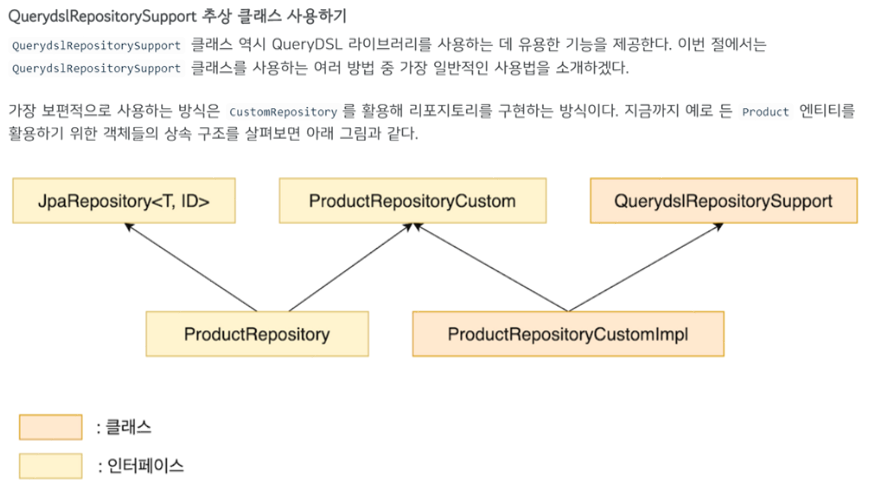 QuerydslRepositorySupport 추상 클래스 사용하기
QuerydslRepositorySupport 클래스 역시 QueryDSL 라이브러리를 사용하는 데 유용한 기능을 제공한다. 이번 절에서는
QuerydslRepositorySupport 클래스를 사용하는 여러 방법 중 가장 일반적인 사용법을 소개하겠다.
가장 보편적으로 사용하는 방식은 CustomRepository 를 활용해 리포지토리를 구현하는 방식이다. 지금까지 예로 든 Product 엔티티를
활용하기 위한 객체들의 상속 구조를 살펴보면 아래 그림과 같다.
JpaRepository<T, ID>
ProductRepositoryCustom
QuerydslRepositorySupport
ProductRepository
ProductRepositoryCustomImpl
: 클래스
: 인터페이스